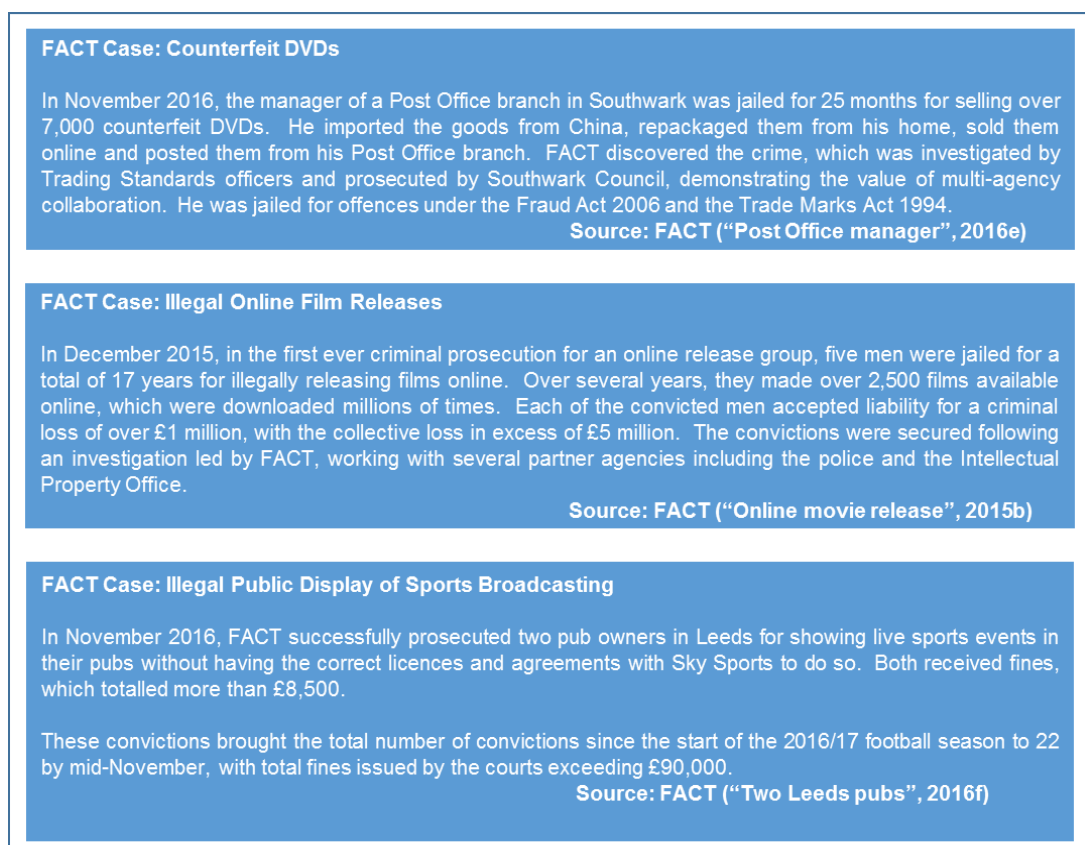 FACT Case: Counterfeit DVDs
In November 2016, the manager of a Post Office branch in Southwark was jailed for 25 months for selling over
7,000 counterfeit DVDs. He imported the goods from China, repackaged them from his home, sold them
online and posted them from his Post Office branch. FACT discovered the crime, which was investigated by
Trading Standards officers and prosecuted by Southwark Council, demonstrating the value of multi-agency
collaboration. He was jailed for offences under the Fraud Act 2006 and the Trade Marks Act 1994.
Source: FACT (“Post Office manager”, 2016e)
FACT Case: Illegal Online Film Releases
In December 2015, in the first ever criminal prosecution for an online release group, five men were jailed for a
total of 17 years for illegally releasing films online. Over several years, they made over 2,500 films available
online, which were downloaded millions of times. Each of the convicted men accepted liability for a criminal
loss of over £1 million, with the collective loss in excess of £5 million. The convictions were secured following
an investigation led by FACT, working with several partner agencies including the police and the Intellectual
Property Office.
Source: FACT (“Online movie release”, 2015b)
FACT Case: Illegal Public Display of Sports Broadcasting
In November 2016, FACT successfully prosecuted two pub owners in Leeds for showing live sports events in
their pubs without having the correct licences and agreements with Sky Sports to do so. Both received fines,
which totalled more than £8,500.
These convictions brought the total number of convictions since the start of the 2016/17 football season to 22
by mid-November, with total fines issued by the courts exceeding £90,000.
Source: FACT (“Two Leeds pubs”, 2016f)